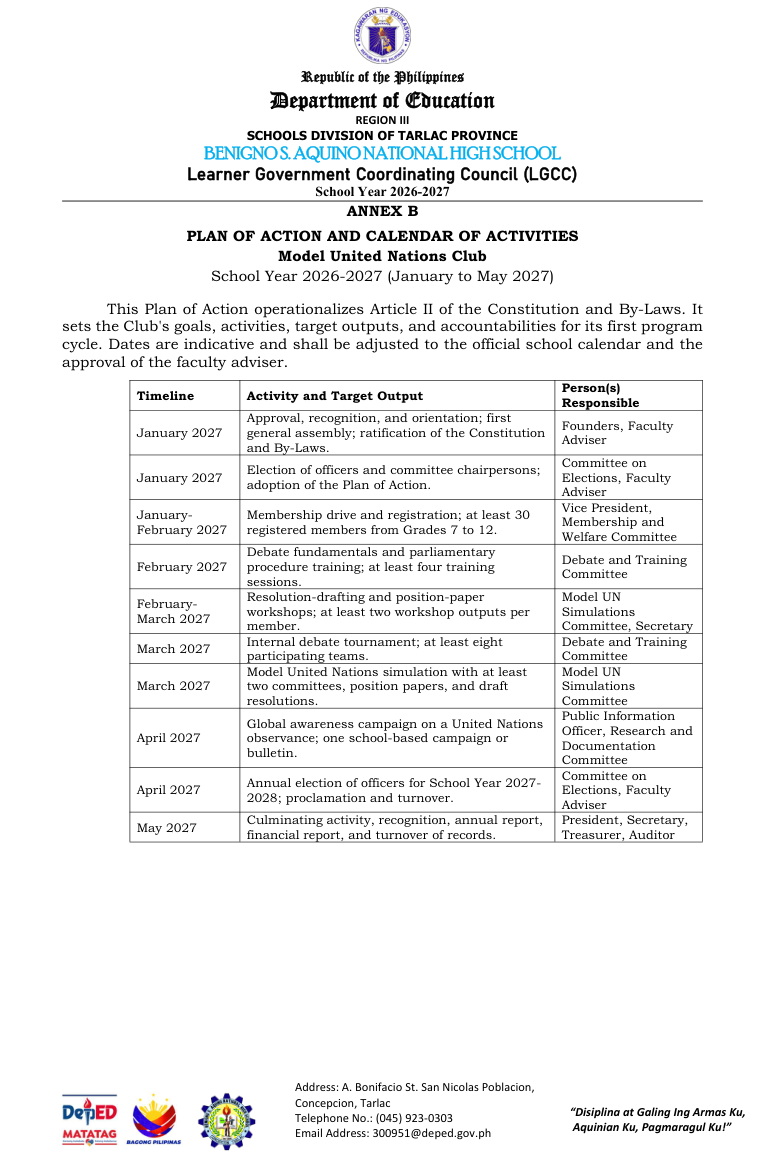 KAGAWARAN NG EDUKASYON
REPUBLIKA NG PILIPINAS
Republic of the Philippines
Department of Education
REGION III
SCHOOLS DIVISION OF TARLAC PROVINCE
BENIGNO S. AQUINO NATIONAL HIGH SCHOOL
Learner Government Coordinating Council (LGCC)
School Year 2026-2027
ANNEX B
PLAN OF ACTION AND CALENDAR OF ACTIVITIES
Model United Nations Club
School Year 2026-2027 (January to May 2027)
This Plan of Action operationalizes Article II of the Constitution and By-Laws. It
sets the Club's goals, activities, target outputs, and accountabilities for its first program
cycle. Dates are indicative and shall be adjusted to the official school calendar and the
approval of the faculty adviser.
Timeline
Activity and Target Output
Person(s)
Responsible
January 2027
Approval, recognition, and orientation; first
general assembly; ratification of the Constitution
and By-Laws.
Founders, Faculty
Adviser
January 2027
Election of officers and committee chairpersons;
adoption of the Plan of Action.
Committee on
Elections, Faculty
Adviser
January-
February 2027
Membership drive and registration; at least 30
registered members from Grades 7 to 12.
Vice President,
Membership and
Welfare Committee
February 2027
Debate fundamentals and parliamentary
procedure training; at least four training
sessions.
Debate and Training
Committee
February-
March 2027
Resolution-drafting and position-paper
workshops; at least two workshop outputs per
member.
Model UN
Simulations
Committee, Secretary
March 2027
Internal debate tournament; at least eight
participating teams.
Debate and Training
Committee
March 2027
Model United Nations simulation with at least
two committees, position papers, and draft
resolutions.
Model UN
Simulations
Committee
April 2027
Global awareness campaign on a United Nations
observance; one school-based campaign or
bulletin.
Public Information
Officer, Research and
Documentation
Committee
April 2027
Annual election of officers for School Year 2027-
2028; proclamation and turnover.
Committee on
Elections, Faculty
Adviser
May 2027
Culminating activity, recognition, annual report,
financial report, and turnover of records.
President, Secretary,
Treasurer, Auditor
DepED
MATATAG
BAGONG PILIPINAS
Address: A. Bonifacio St. San Nicolas Poblacion,
Concepcion, Tarlac
Telephone No.: (045) 923-0303
Email Address: 300951@deped.gov.ph
“Disiplina at Galing Ing Armas Ku,
Aquinian Ku, Pagmaragul Ku!”